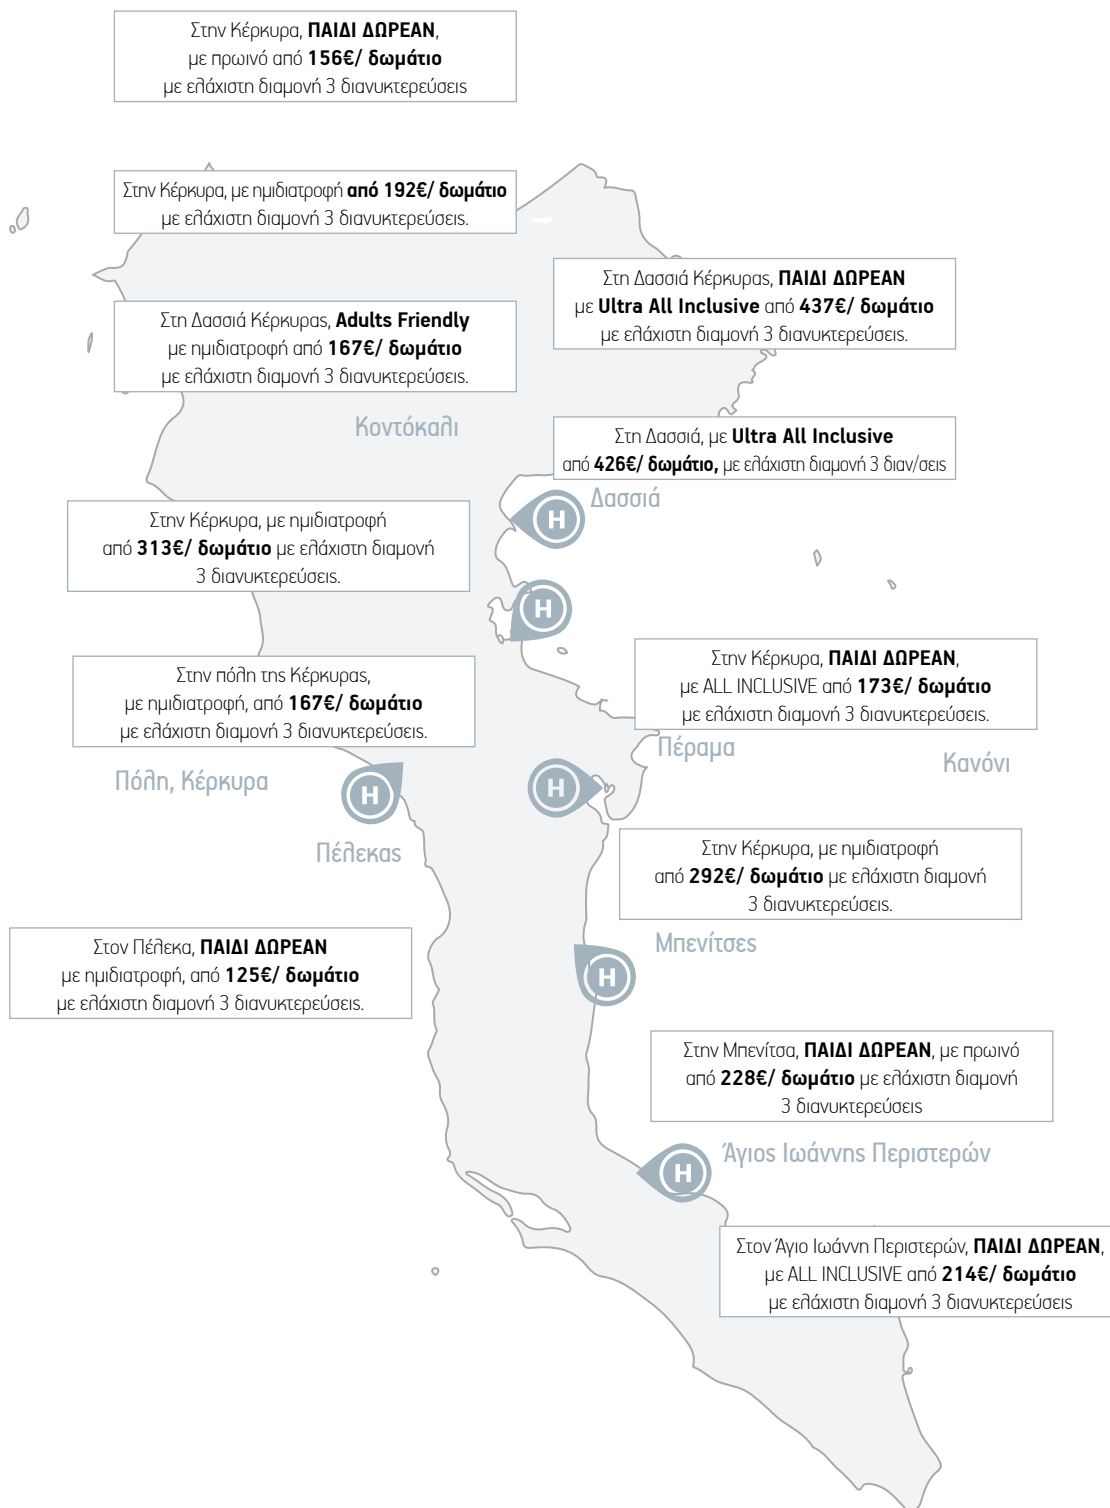 Στην Κέρκυρα, ΠΑΙΔΙ ΔΩΡΕΑΝ,
με πρωινό από 156€/ δωμάτιο
με ελάχιστη διαμονή 3 διανυκτερεύσεις
Στην Κέρκυρα, με ημιδιατροφή από 192€/ δωμάτιο
με ελάχιστη διαμονή 3 διανυκτερεύσεις.
Στη Δασσιά Κέρκυρας, ΠΑΙΔΙ ΔΩΡΕΑΝ
με Ultra All Inclusive από 437€/ δωμάτιο
με ελάχιστη διαμονή 3 διανυκτερεύσεις.
Στη Δασσιά Κέρκυρας, Adults Friendly
με ημιδιατροφή από 167€/ δωμάτιο
με ελάχιστη διαμονή 3 διανυκτερεύσεις.
Κοντόκαλι
Στη Δασσιά, με Ultra All Inclusive
από 426€/ δωμάτιο, με ελάχιστη διαμονή 3 διαν/σεις
Δασσιά
H
Στην Κέρκυρα, με ημιδιατροφή
από 313€/ δωμάτιο με ελάχιστη διαμονή
3 διανυκτερεύσεις.
H
Στην πόλη της Κέρκυρας,
με ημιδιατροφή, από 167€/ δωμάτιο
με ελάχιστη διαμονή 3 διανυκτερεύσεις.
Στην Κέρκυρα, ΠΑΙΔΙ ΔΩΡΕΑΝ,
με ALL INCLUSIVE από 173€/ δωμάτιο
με ελάχιστη διαμονή 3 διανυκτερεύσεις.
Πέραμα
Κανόνι
Πόλη, Κέρκυρα
H
H
Πέλεκας
Στην Κέρκυρα, με ημιδιατροφή
από 292€/ δωμάτιο με ελάχιστη διαμονή
3 διανυκτερεύσεις.
Μπενίτσες
Στον Πέλεκα, ΠΑΙΔΙ ΔΩΡΕΑΝ
με ημιδιατροφή, από 125€/ δωμάτιο
με ελάχιστη διαμονή 3 διανυκτερεύσεις.
H
Στην Μπενίτσα, ΠΑΙΔΙ ΔΩΡΕΑΝ, με πρωινό
από 228€/ δωμάτιο με ελάχιστη διαμονή
3 διανυκτερεύσεις
Άγιος Ιωάννης Περιστερών
H
Στον Άγιο Ιωάννη Περιστερών, ΠΑΙΔΙ ΔΩΡΕΑΝ,
με ALL INCLUSIVE από 214€/ δωμάτιο
με ελάχιστη διαμονή 3 διανυκτερεύσεις